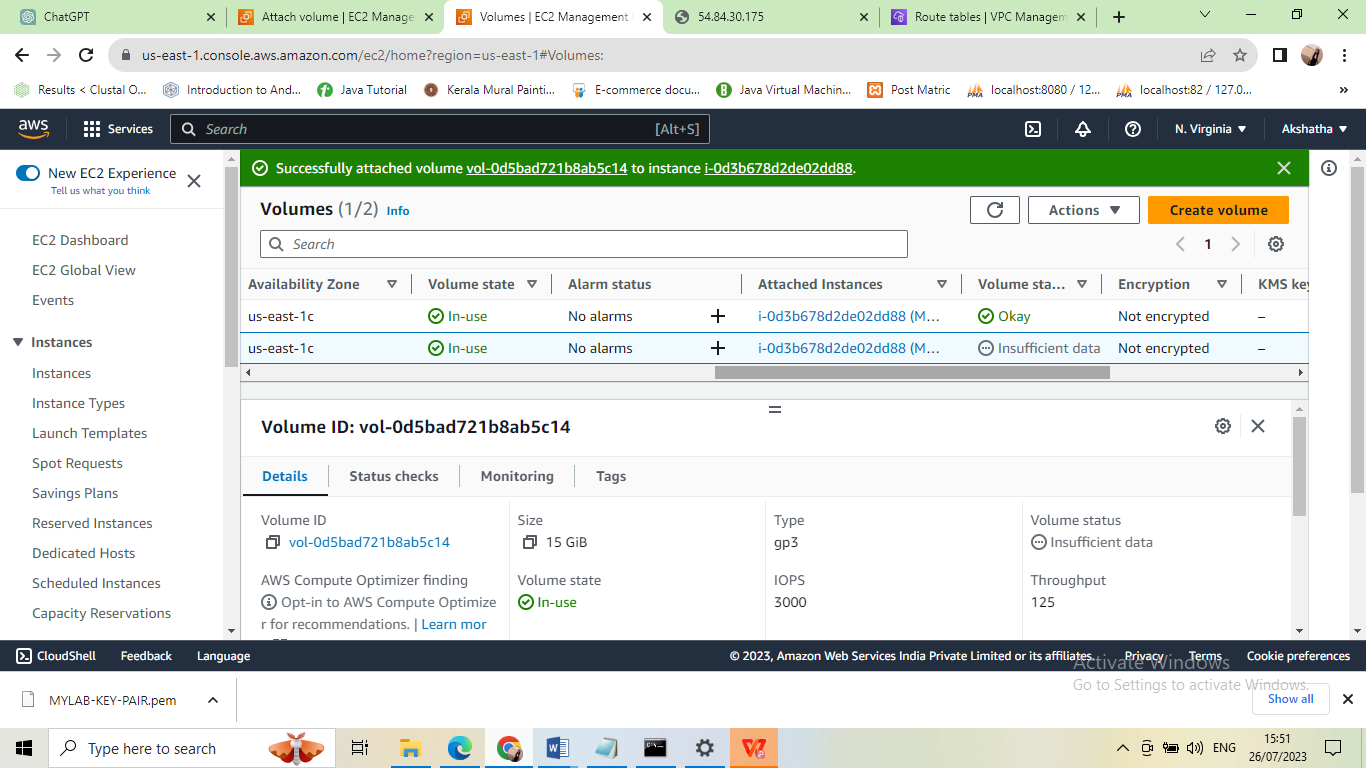 ChatGPT
Attach volume | EC2 Manage
Volumes | EC2 Management
54.84.30.175
Route tables | VPC Managem
us-east-1.console.aws.amazon.com/ec2/home?region=us-east-1#Volumes:
Results < Clustal O...
Introduction to And...
Java Tutorial
Kerala Mural Painti...
E-commerce docu...
Java Virtual Machin...
Post Matric
localhost:8080 / 12...
localhost:82 / 127.0...
»
aws
Services
Search
[Alt+S]
N. Virginia
Akshatha
New EC2 Experience
Tell us what you think
EC2 Dashboard
EC2 Global View
Events
Instances
Instances
Instance Types
Launch Templates
Spot Requests
Savings Plans
Reserved Instances
Dedicated Hosts
Scheduled Instances
Capacity Reservations
Successfully attached volume vol-0d5bad721b8ab5c14 to instance i-0d3b678d2de02dd88.
Volumes (1/2) Info
Actions
Create volume
Search
1
Availability Zone Volume state Alarm status Attached Instances Volume sta... Encryption KMS key
us-east-1c In-use No alarms + i-0d3b678d2de02dd88 (M... Okay Not encrypted –
us-east-1c In-use No alarms + i-0d3b678d2de02dd88 (M... Insufficient data Not encrypted –
Volume ID: vol-0d5bad721b8ab5c14
Details Status checks Monitoring Tags
Volume ID
vol-0d5bad721b8ab5c14
Size
15 GiB
Type
gp3
Volume status
Insufficient data
AWS Compute Optimizer finding
Opt-in to AWS Compute Optimize
r for recommendations. | Learn mor
Volume state
In-use
IOPS
3000
Throughput
125
CloudShell Feedback Language
© 2023, Amazon Web Services India Private Limited or its affiliates. Privacy Terms Cookie preferences
Activate Windows
Go to Settings to activate Windows.
MYLAB-KEY-PAIR.pem
Show all
Type here to search
ENG
15:51
26/07/2023